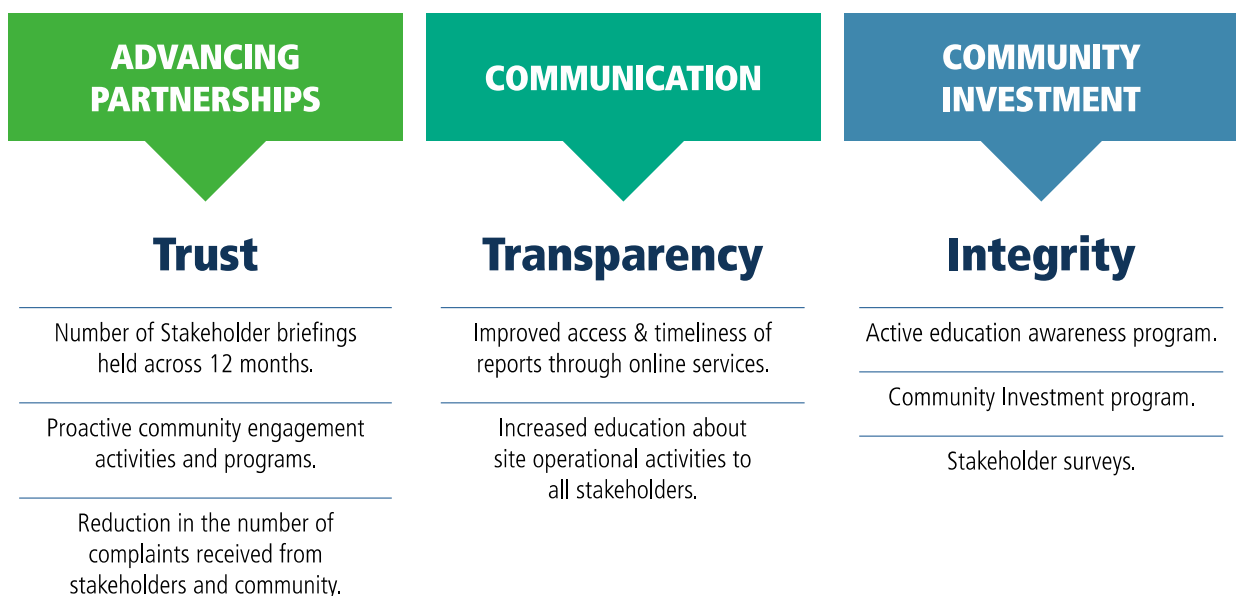 ADVANCING
PARTNERSHIPS
Trust
Number of Stakeholder briefings
held across 12 months.
Proactive community engagement
activities and programs.
Reduction in the number of
complaints received from
stakeholders and community.
COMMUNICATION
Transparency
Improved access & timeliness of
reports through online services.
Increased education about
site operational activities to
all stakeholders.
COMMUNITY
INVESTMENT
Integrity
Active education awareness program.
Community Investment program.
Stakeholder surveys.